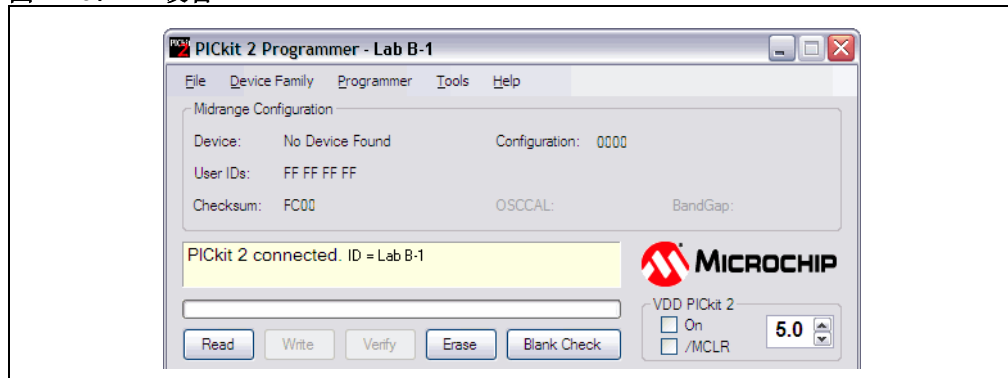 PICkit 2 Programmer - Lab B-1
File Device Family Programmer Tools Help
Midrange Configuration
Device: No Device Found Configuration: 0000
User IDs: FF FF FF FF
Checksum: FC00 OSCCAL: BandGap:
PICkit 2 connected. ID = Lab B-1
MICROCHIP
VDD PICkit 2
On
/MCLR
5.0
Read Write Verify Erase Blank Check